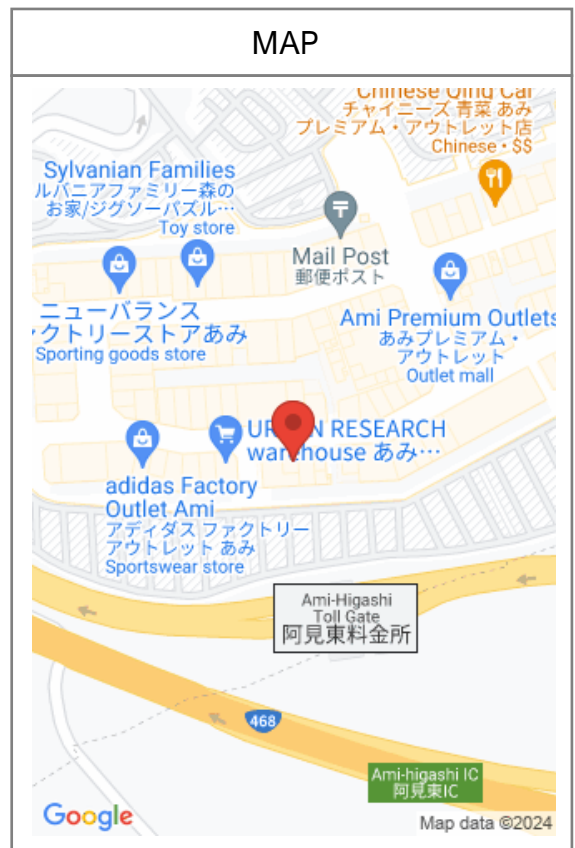 MAP
Chinese Qing Cai
チャイニーズ 青菜 あみ
プレミアム・アウトレット店
Chinese • $$
Sylvanian Families
ルバニアファミリー森の
お家/ジグソーパズル…
Toy store
Mail Post
郵便ポスト
ニューバランス
ァクトリーストアあみ
Sporting goods store
Ami Premium Outlets
あみプレミアム・
アウトレット
Outlet mall
RESEARCH
warehouse あみ…
adidas Factory
Outlet Ami
アディダス ファクトリー
アウトレット あみ
Sportswear store
Ami-Higashi
Toll Gate
阿見東料金所
468
Ami-higashi IC
阿見東IC
Google
Map data ©2024